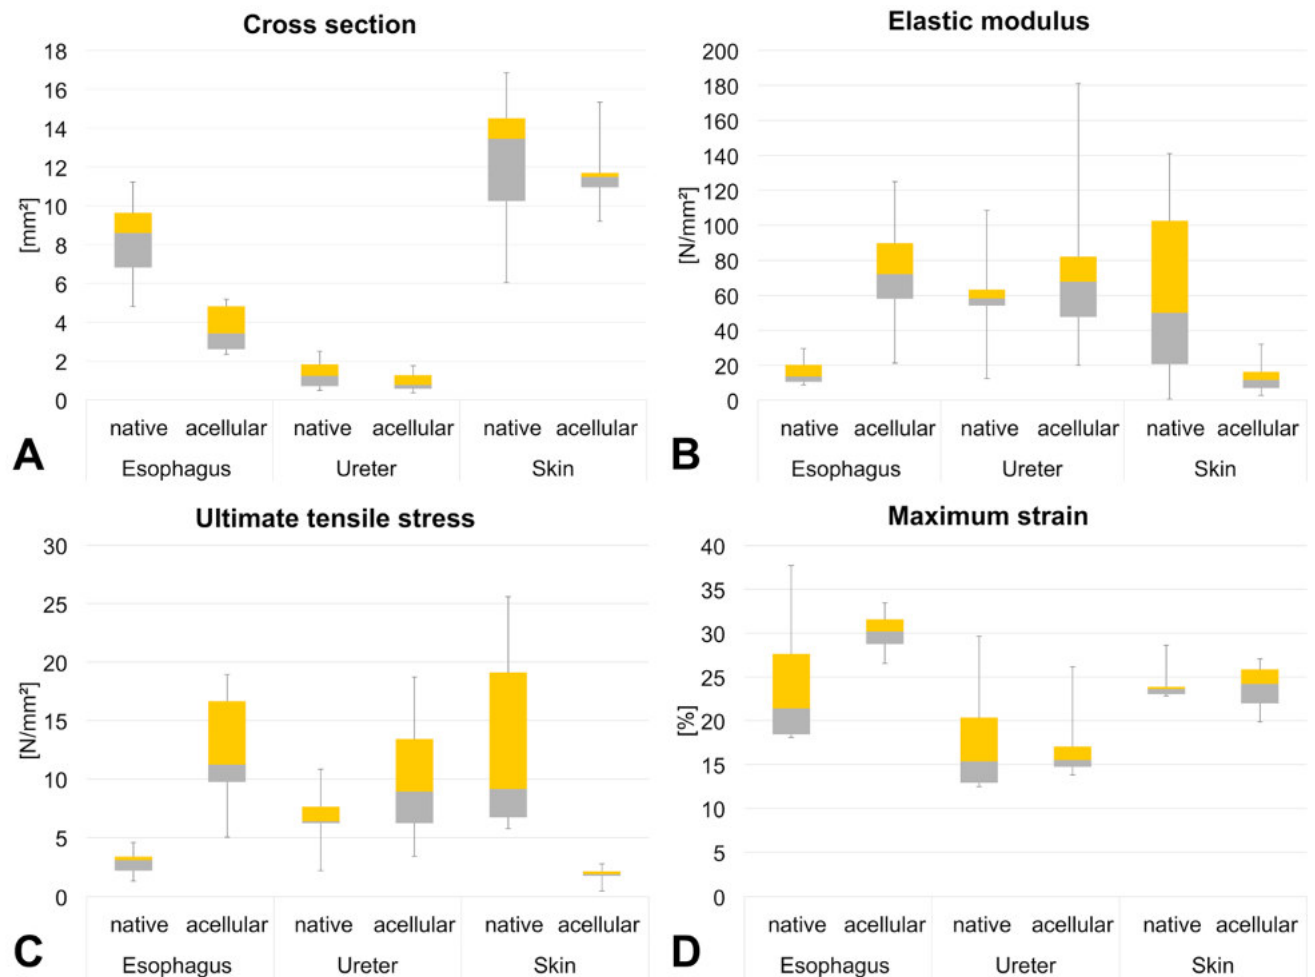 Cross section
18
16
14
12
10
8
6
4
2
0
[mm²]
native acellular native acellular native acellular
Esophagus Ureter Skin
A
Elastic modulus
200
180
160
140
120
100
80
60
40
20
0
[N/mm²]
native acellular native acellular native acellular
Esophagus Ureter Skin
B
Ultimate tensile stress
30
25
20
15
10
5
0
[N/mm²]
native acellular native acellular native acellular
Esophagus Ureter Skin
C
Maximum strain
40
35
30
25
20
15
10
5
0
[%]
native acellular native acellular native acellular
Esophagus Ureter Skin
D